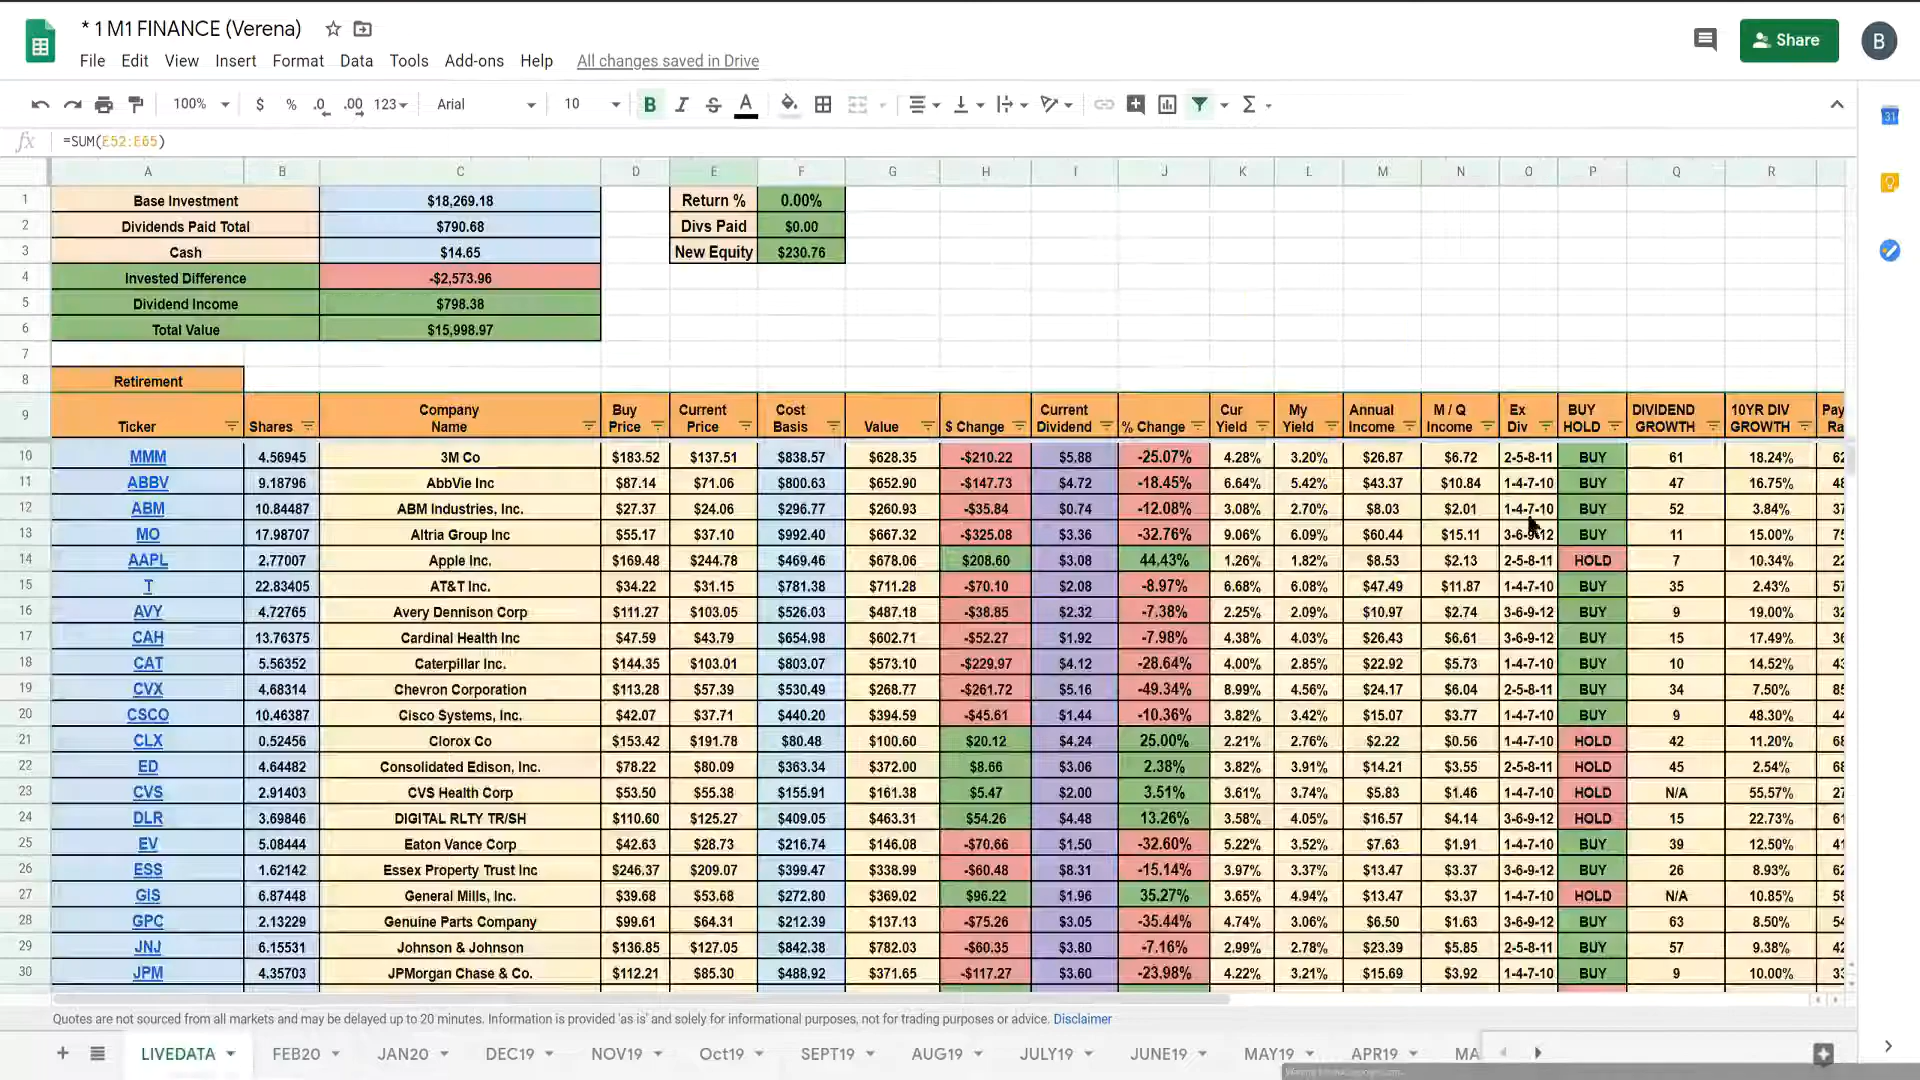 * 1 M1 FINANCE (Verena)
Share
B
File Edit View Insert Format Data Tools Add-ons Help All changes saved in Drive
100% $ % .0 .00 123 Arial 10 B I S A Σ
fx =SUM(E52:E65)
31
A B C D E F G H I J K L M N O P Q R
1 Base Investment $18,269.18 Return % 0.00%
2 Dividends Paid Total $790.68 Divs Paid $0.00
3 Cash $14.65 New Equity $230.76
4 Invested Difference -$2,573.96
5 Dividend Income $798.38
6 Total Value $15,998.97
7
8 Retirement
9 Ticker Shares Company Name Buy Price Current Price Cost Basis Value $ Change Current Dividend % Change Cur Yield My Yield Annual Income M / Q Income Ex Div BUY HOLD DIVIDEND GROWTH 10YR DIV GROWTH Pay Ra
10 MMM 4.56945 3M Co $183.52 $137.51 $838.57 $628.35 -$210.22 $5.88 -25.07% 4.28% 3.20% $26.87 $6.72 2-5-8-11 BUY 61 18.24% 62
11 ABBV 9.18796 AbbVie Inc $87.14 $71.06 $800.63 $652.90 -$147.73 $4.72 -18.45% 6.64% 5.42% $43.37 $10.84 1-4-7-10 BUY 47 16.75% 48
12 ABM 10.84487 ABM Industries, Inc. $27.37 $24.06 $296.77 $260.93 -$35.84 $0.74 -12.08% 3.08% 2.70% $8.03 $2.01 1-4-7-10 BUY 52 3.84% 37
13 MO 17.98707 Altria Group Inc $55.17 $37.10 $992.40 $667.32 -$325.08 $3.36 -32.76% 9.06% 6.09% $60.44 $15.11 3-6-9-12 BUY 11 15.00% 75
14 AAPL 2.77007 Apple Inc. $169.48 $244.78 $469.46 $678.06 $208.60 $3.08 44.43% 1.26% 1.82% $8.53 $2.13 2-5-8-11 HOLD 7 10.34% 22
15 T 22.83405 AT&T Inc. $34.22 $31.15 $781.38 $711.28 -$70.10 $2.08 -8.97% 6.68% 6.08% $47.49 $11.87 1-4-7-10 BUY 35 2.43% 57
16 AVY 4.72765 Avery Dennison Corp $111.27 $103.05 $526.03 $487.18 -$38.85 $2.32 -7.38% 2.25% 2.09% $10.97 $2.74 3-6-9-12 BUY 9 19.00% 32
17 CAH 13.76375 Cardinal Health Inc $47.59 $43.79 $654.98 $602.71 -$52.27 $1.92 -7.98% 4.38% 4.03% $26.43 $6.61 3-6-9-12 BUY 15 17.49% 36
18 CAT 5.56352 Caterpillar Inc. $144.35 $103.01 $803.07 $573.10 -$229.97 $4.12 -28.64% 4.00% 2.85% $22.92 $5.73 1-4-7-10 BUY 10 14.52% 43
19 CVX 4.68314 Chevron Corporation $113.28 $57.39 $530.49 $268.77 -$261.72 $5.16 -49.34% 8.99% 4.56% $24.17 $6.04 2-5-8-11 BUY 34 7.50% 85
20 CSCO 10.46387 Cisco Systems, Inc. $42.07 $37.71 $440.20 $394.59 -$45.61 $1.44 -10.36% 3.82% 3.42% $15.07 $3.77 1-4-7-10 BUY 9 48.30% 44
21 CLX 0.52456 Clorox Co $153.42 $191.78 $80.48 $100.60 $20.12 $4.24 25.00% 2.21% 2.76% $2.22 $0.56 1-4-7-10 HOLD 42 11.20% 68
22 ED 4.64482 Consolidated Edison, Inc. $78.22 $80.09 $363.34 $372.00 $8.66 $3.06 2.38% 3.82% 3.91% $14.21 $3.55 2-5-8-11 HOLD 45 2.54% 68
23 CVS 2.91403 CVS Health Corp $53.50 $55.38 $155.91 $161.38 $5.47 $2.00 3.51% 3.61% 3.74% $5.83 $1.46 1-4-7-10 HOLD N/A 55.57% 27
24 DLR 3.69846 DIGITAL RLTY TR/SH $110.60 $125.27 $409.05 $463.31 $54.26 $4.48 13.26% 3.58% 4.05% $16.57 $4.14 3-6-9-12 HOLD 15 22.73% 61
25 EV 5.08444 Eaton Vance Corp $42.63 $28.73 $216.74 $146.08 -$70.66 $1.50 -32.60% 5.22% 3.52% $7.63 $1.91 1-4-7-10 BUY 39 12.50% 41
26 ESS 1.62142 Essex Property Trust Inc $246.37 $209.07 $399.47 $338.99 -$60.48 $8.31 -15.14% 3.97% 3.37% $13.47 $3.37 3-6-9-12 BUY 26 8.93% 62
27 GIS 6.87448 General Mills, Inc. $39.68 $53.68 $272.80 $369.02 $96.22 $1.96 35.27% 3.65% 4.94% $13.47 $3.37 1-4-7-10 HOLD N/A 10.85% 58
28 GPC 2.13229 Genuine Parts Company $99.61 $64.31 $212.39 $137.13 -$75.26 $3.05 -35.44% 4.74% 3.06% $6.50 $1.63 3-6-9-12 BUY 63 8.50% 54
29 JNJ 6.15531 Johnson & Johnson $136.85 $127.05 $842.38 $782.03 -$60.35 $3.80 -7.16% 2.99% 2.78% $23.39 $5.85 2-5-8-11 BUY 57 9.38% 42
30 JPM 4.35703 JPMorgan Chase & Co. $112.21 $85.30 $488.92 $371.65 -$117.27 $3.60 -23.98% 4.22% 3.21% $15.69 $3.92 1-4-7-10 BUY 9 10.00% 33
Quotes are not sourced from all markets and may be delayed up to 20 minutes. Information is provided 'as is' and solely for informational purposes, not for trading purposes or advice. Disclaimer
LIVEDATA FEB20 JAN20 DEC19 NOV19 Oct19 SEPT19 AUG19 JULY19 JUNE19 MAY19 APR19 MA